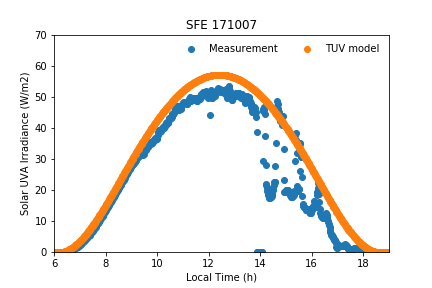 SFE 171007
Measurement TUV model
Solar UVA Irradiance (W/m2)
70
60
50
40
30
20
10
0
6 8 10 12 14 16 18
Local Time (h)